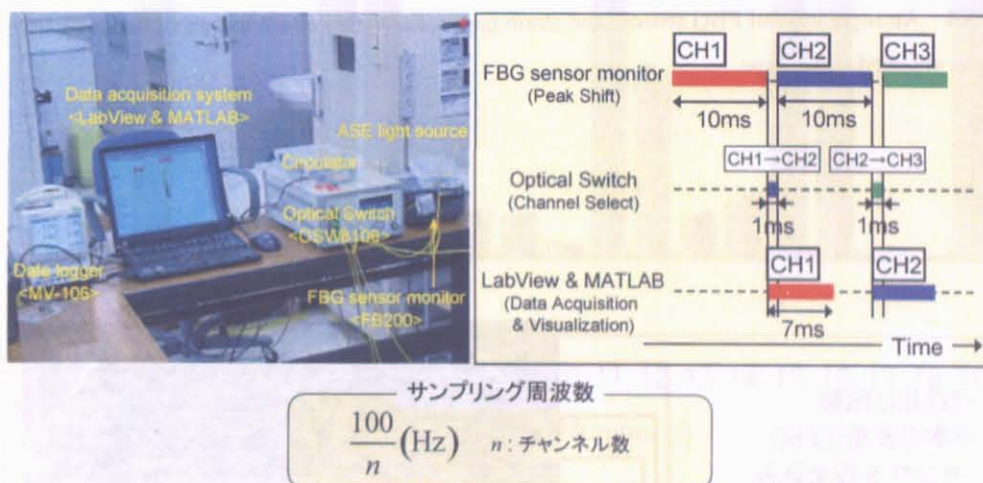 Data acquisition system
<LabView & MATLAB>
ASE light source
Circulator
Optical Switch
<OSW8108>
Data logger
<MV-106>
FBG sensor monitor
<FB200>
CH1
CH2
CH3
FBG sensor monitor
(Peak Shift)
10ms
10ms
CH1→CH2
CH2→CH3
Optical Switch
(Channel Select)
1ms
1ms
CH1
CH2
LabView & MATLAB
(Data Acquisition
& Visualization)
7ms
Time
サンプリング周波数
100/n (Hz) n:チャンネル数